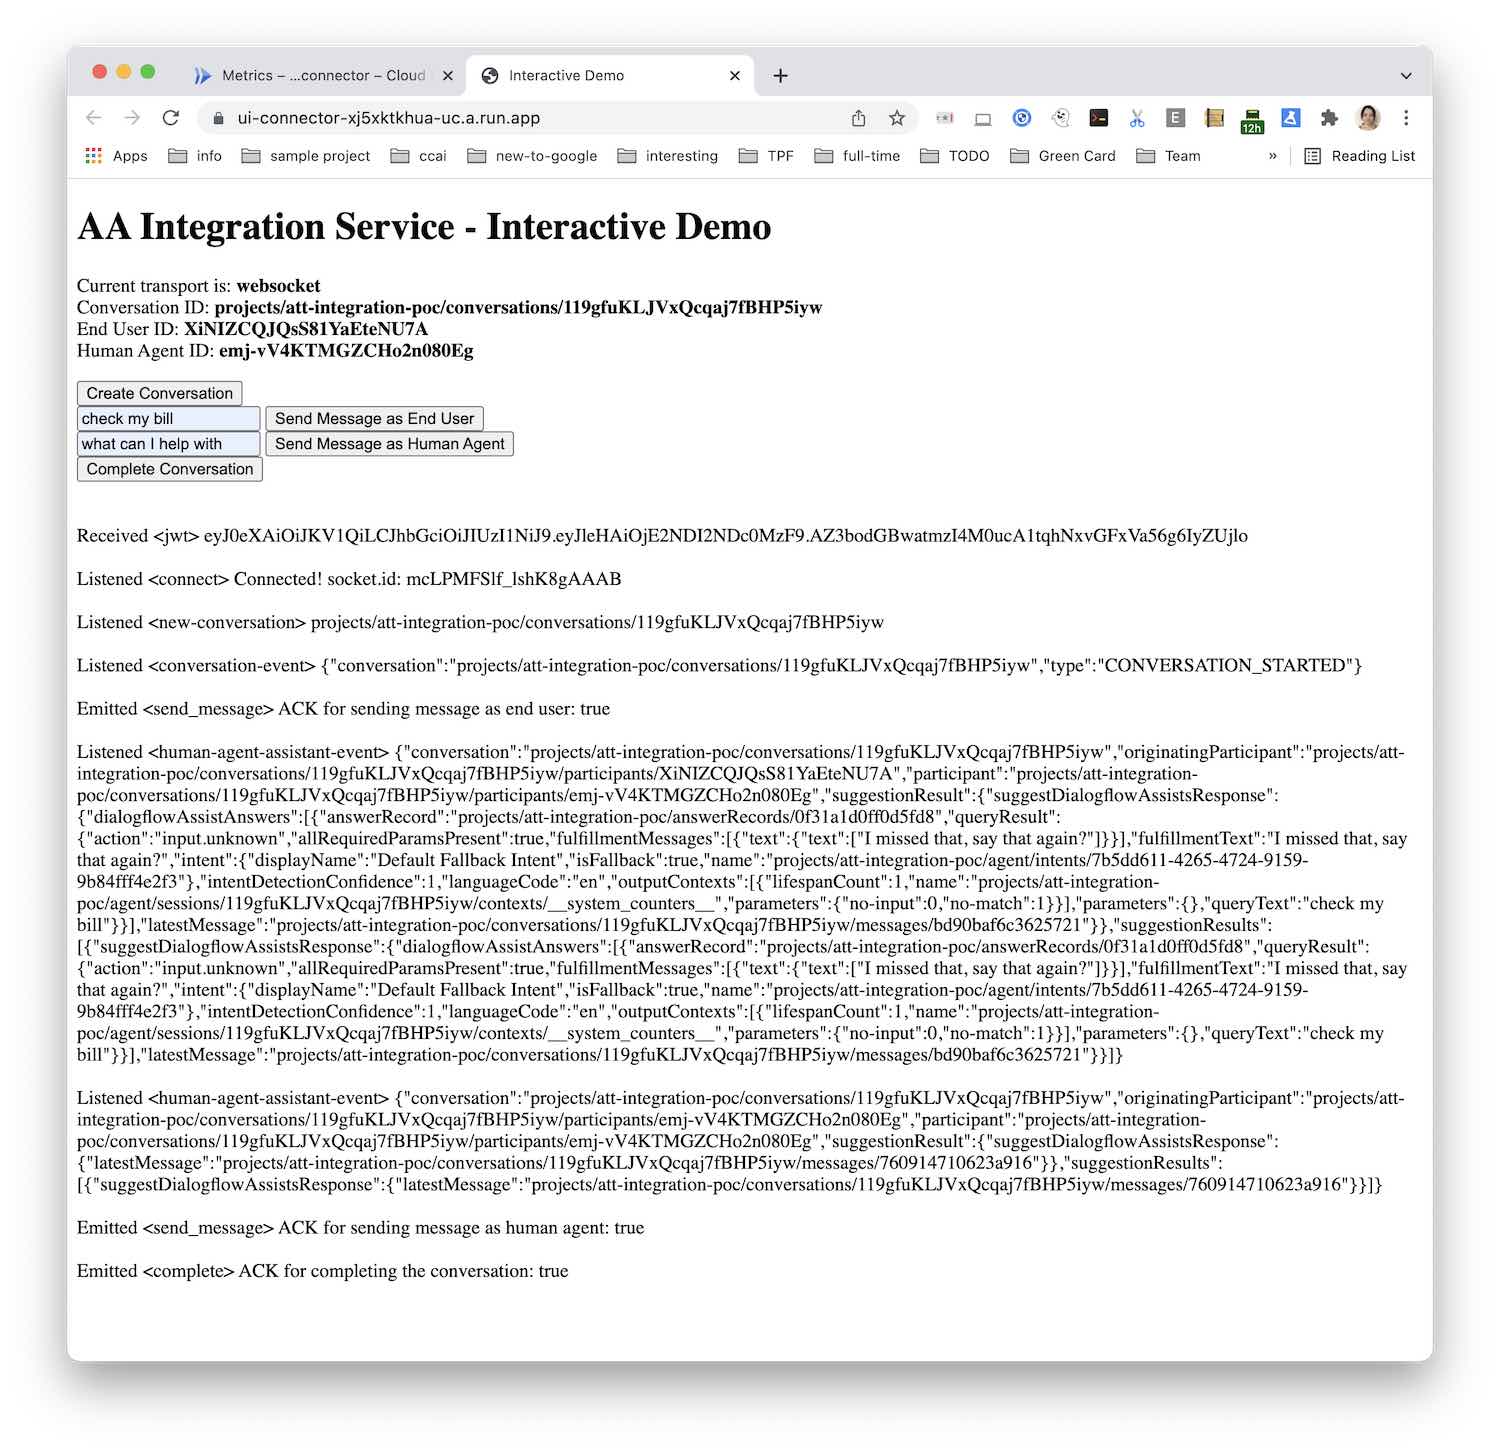 Metrics – ...connector – Cloud
Interactive Demo
ui-connector-xj5xktkhua-uc.a.run.app
E
12h
Apps
info
sample project
ccai
new-to-google
interesting
TPF
full-time
TODO
Green Card
Team
»
Reading List
AA Integration Service - Interactive Demo
Current transport is: websocket
Conversation ID: projects/att-integration-poc/conversations/119gfuKLJVxQcqaj7fBHP5iyw
End User ID: XiNIZCQJQsS81YaEteNU7A
Human Agent ID: emj-vV4KTMGZCHo2n080Eg
Create Conversation
check my bill Send Message as End User
what can I help with Send Message as Human Agent
Complete Conversation
Received <jwt> eyJ0eXAiOiJKV1QiLCJhbGciOiJIUzI1NiJ9.eyJleHAiOjE2NDI2NDc0MzF9.AZ3bodGBwatmzI4M0ucA1tqhNxvGFxVa56g6IyZUjlo
Listened <connect> Connected! socket.id: mcLPMFSlf_lshK8gAAAB
Listened <new-conversation> projects/att-integration-poc/conversations/119gfuKLJVxQcqaj7fBHP5iyw
Listened <conversation-event> {"conversation":"projects/att-integration-poc/conversations/119gfuKLJVxQcqaj7fBHP5iyw","type":"CONVERSATION_STARTED"}
Emitted <send_message> ACK for sending message as end user: true
Listened <human-agent-assistant-event> {"conversation":"projects/att-integration-poc/conversations/119gfuKLJVxQcqaj7fBHP5iyw","originatingParticipant":"projects/att-
integration-poc/conversations/119gfuKLJVxQcqaj7fBHP5iyw/participants/XiNIZCQJQsS81YaEteNU7A","participant":"projects/att-integration-
poc/conversations/119gfuKLJVxQcqaj7fBHP5iyw/participants/emj-vV4KTMGZCHo2n080Eg","suggestionResult":{"suggestDialogflowAssistsResponse":
{"dialogflowAssistAnswers":[{"answerRecord":"projects/att-integration-poc/answerRecords/0f31a1d0ff0d5fd8","queryResult":
{"action":"input.unknown","allRequiredParamsPresent":true,"fulfillmentMessages":[{"text":{"text":["I missed that, say that again?"]}}],"fulfillmentText":"I missed that, say
that again?","intent":{"displayName":"Default Fallback Intent","isFallback":true,"name":"projects/att-integration-poc/agent/intents/7b5dd611-4265-4724-9159-
9b84fff4e2f3"},"intentDetectionConfidence":1,"languageCode":"en","outputContexts":[{"lifespanCount":1,"name":"projects/att-integration-
poc/agent/sessions/119gfuKLJVxQcqaj7fBHP5iyw/contexts/__system_counters__","parameters":{"no-input":0,"no-match":1}}],"parameters":{},"queryText":"check my
bill"}}],"latestMessage":"projects/att-integration-poc/conversations/119gfuKLJVxQcqaj7fBHP5iyw/messages/bd90baf6c3625721"}},"suggestionResults":
[{"suggestDialogflowAssistsResponse":{"dialogflowAssistAnswers":[{"answerRecord":"projects/att-integration-poc/answerRecords/0f31a1d0ff0d5fd8","queryResult":
{"action":"input.unknown","allRequiredParamsPresent":true,"fulfillmentMessages":[{"text":{"text":["I missed that, say that again?"]}}],"fulfillmentText":"I missed that, say
that again?","intent":{"displayName":"Default Fallback Intent","isFallback":true,"name":"projects/att-integration-poc/agent/intents/7b5dd611-4265-4724-9159-
9b84fff4e2f3"},"intentDetectionConfidence":1,"languageCode":"en","outputContexts":[{"lifespanCount":1,"name":"projects/att-integration-
poc/agent/sessions/119gfuKLJVxQcqaj7fBHP5iyw/contexts/__system_counters__","parameters":{"no-input":0,"no-match":1}}],"parameters":{},"queryText":"check my
bill"}}],"latestMessage":"projects/att-integration-poc/conversations/119gfuKLJVxQcqaj7fBHP5iyw/messages/bd90baf6c3625721"}}]}
Listened <human-agent-assistant-event> {"conversation":"projects/att-integration-poc/conversations/119gfuKLJVxQcqaj7fBHP5iyw","originatingParticipant":"projects/att-
integration-poc/conversations/119gfuKLJVxQcqaj7fBHP5iyw/participants/emj-vV4KTMGZCHo2n080Eg","participant":"projects/att-integration-
poc/conversations/119gfuKLJVxQcqaj7fBHP5iyw/participants/emj-vV4KTMGZCHo2n080Eg","suggestionResult":{"suggestDialogflowAssistsResponse":
{"latestMessage":"projects/att-integration-poc/conversations/119gfuKLJVxQcqaj7fBHP5iyw/messages/760914710623a916"}},"suggestionResults":
[{"suggestDialogflowAssistsResponse":{"latestMessage":"projects/att-integration-poc/conversations/119gfuKLJVxQcqaj7fBHP5iyw/messages/760914710623a916"}}]}
Emitted <send_message> ACK for sending message as human agent: true
Emitted <complete> ACK for completing the conversation: true